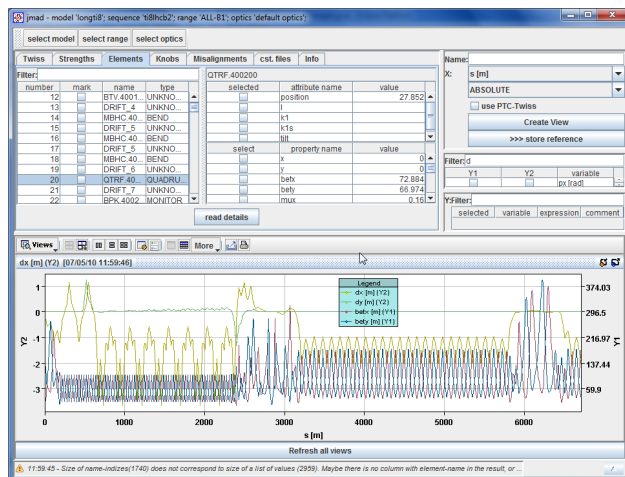 jmad - model 'longti8'; sequence 'ti8lhcb2'; range 'ALL-B1'; optics 'default optics';
select model select range select optics
Twiss Strengths Elements Knobs Misalignments cst. files Info
Filter:
number mark name type
12 BTV.4001... UNKNO...
13 DRIFT_4 UNKNO...
14 MBHC.40... BEND
15 DRIFT_5 UNKNO...
16 MBHC.40... BEND
17 DRIFT_5 UNKNO...
18 MBHC.40... BEND
19 DRIFT_6 UNKNO...
20 QTRF.40... QUADRU...
21 DRIFT_7 UNKNO...
22 BPK.4002... MONITOR
QTRF.400200
selected attribute name value
position 27.852
l
k1
k1s
tilt
select property name value
x 0
y 0
betx 72.884
bety 66.974
mux 0.16
read details
Name:
X: s [m]
ABSOLUTE
use PTC-Twiss
Create View
>>> store reference
Filter: d
Y1 Y2 variable
px [rad]
Y:Filter:
selected variable expression comment
Views More
dx [m] (Y2) [07/05/10 11:59:46]
Legend
dx [m] (Y2)
dy [m] (Y2)
betx [m] (Y1)
bety [m] (Y1)
Y2
1
0
-1
-2
-3
374.03
296.5
216.97
137.44
59.9
Y1
0 1000 2000 3000 4000 5000 6000
s [m]
Refresh all views
11:59:45 - Size of name-indizes(1740) does not correspond to size of a list of values (2959). Maybe there is no column with element-name in the result, or ...